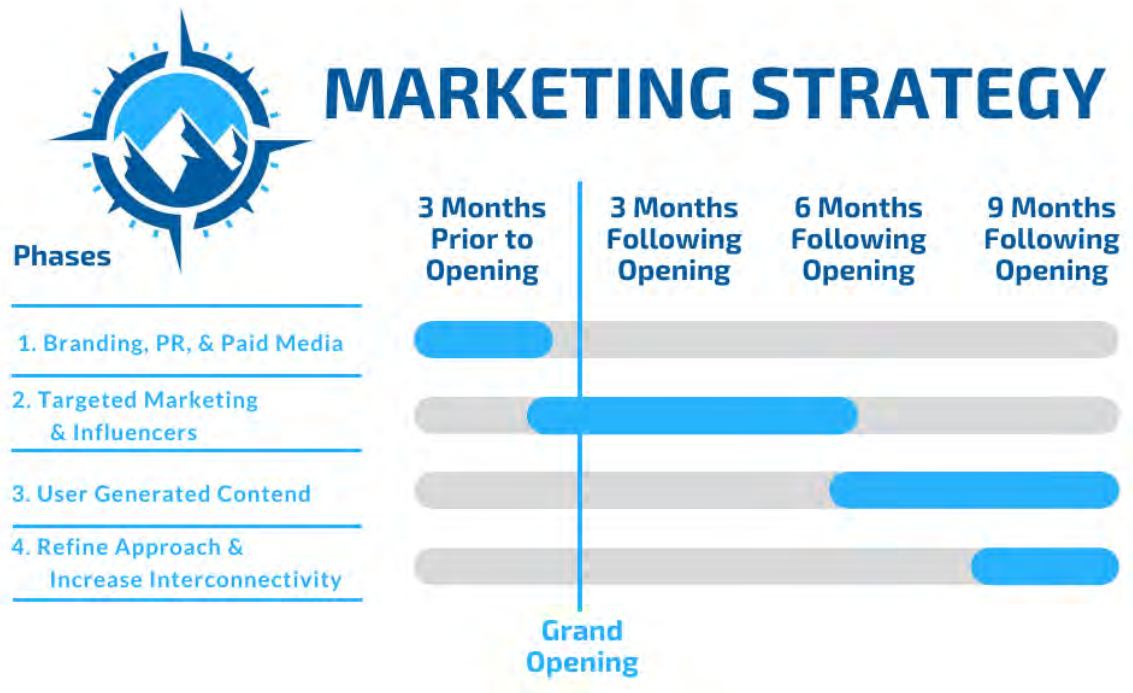 MARKETING STRATEGY
Phases
3 Months
Prior to
Opening
3 Months
Following
Opening
6 Months
Following
Opening
9 Months
Following
Opening
1. Branding, PR, & Paid Media
2. Targeted Marketing
& Influencers
3. User Generated Contend
4. Refine Approach &
Increase Interconnectivity
Grand
Opening